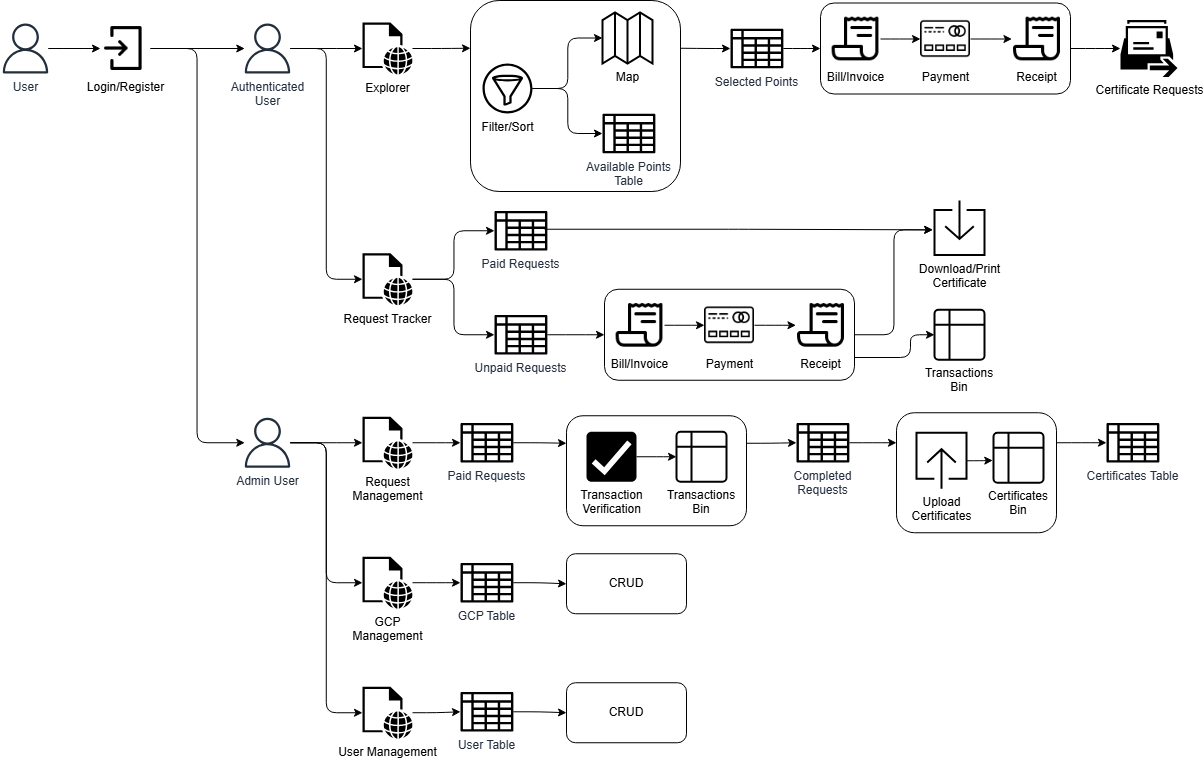 User
Login/Register
Authenticated
User
Explorer
Filter/Sort
Map
Available Points
Table
Selected Points
Bill/Invoice
Payment
Receipt
Certificate Requests
Request Tracker
Paid Requests
Unpaid Requests
Bill/Invoice
Payment
Receipt
Download/Print
Certificate
Transactions
Bin
Admin User
Request
Management
Paid Requests
Transaction
Verification
Transactions
Bin
Completed
Requests
Upload
Certificates
Certificates
Bin
Certificates Table
GCP
Management
GCP Table
CRUD
User Management
User Table
CRUD